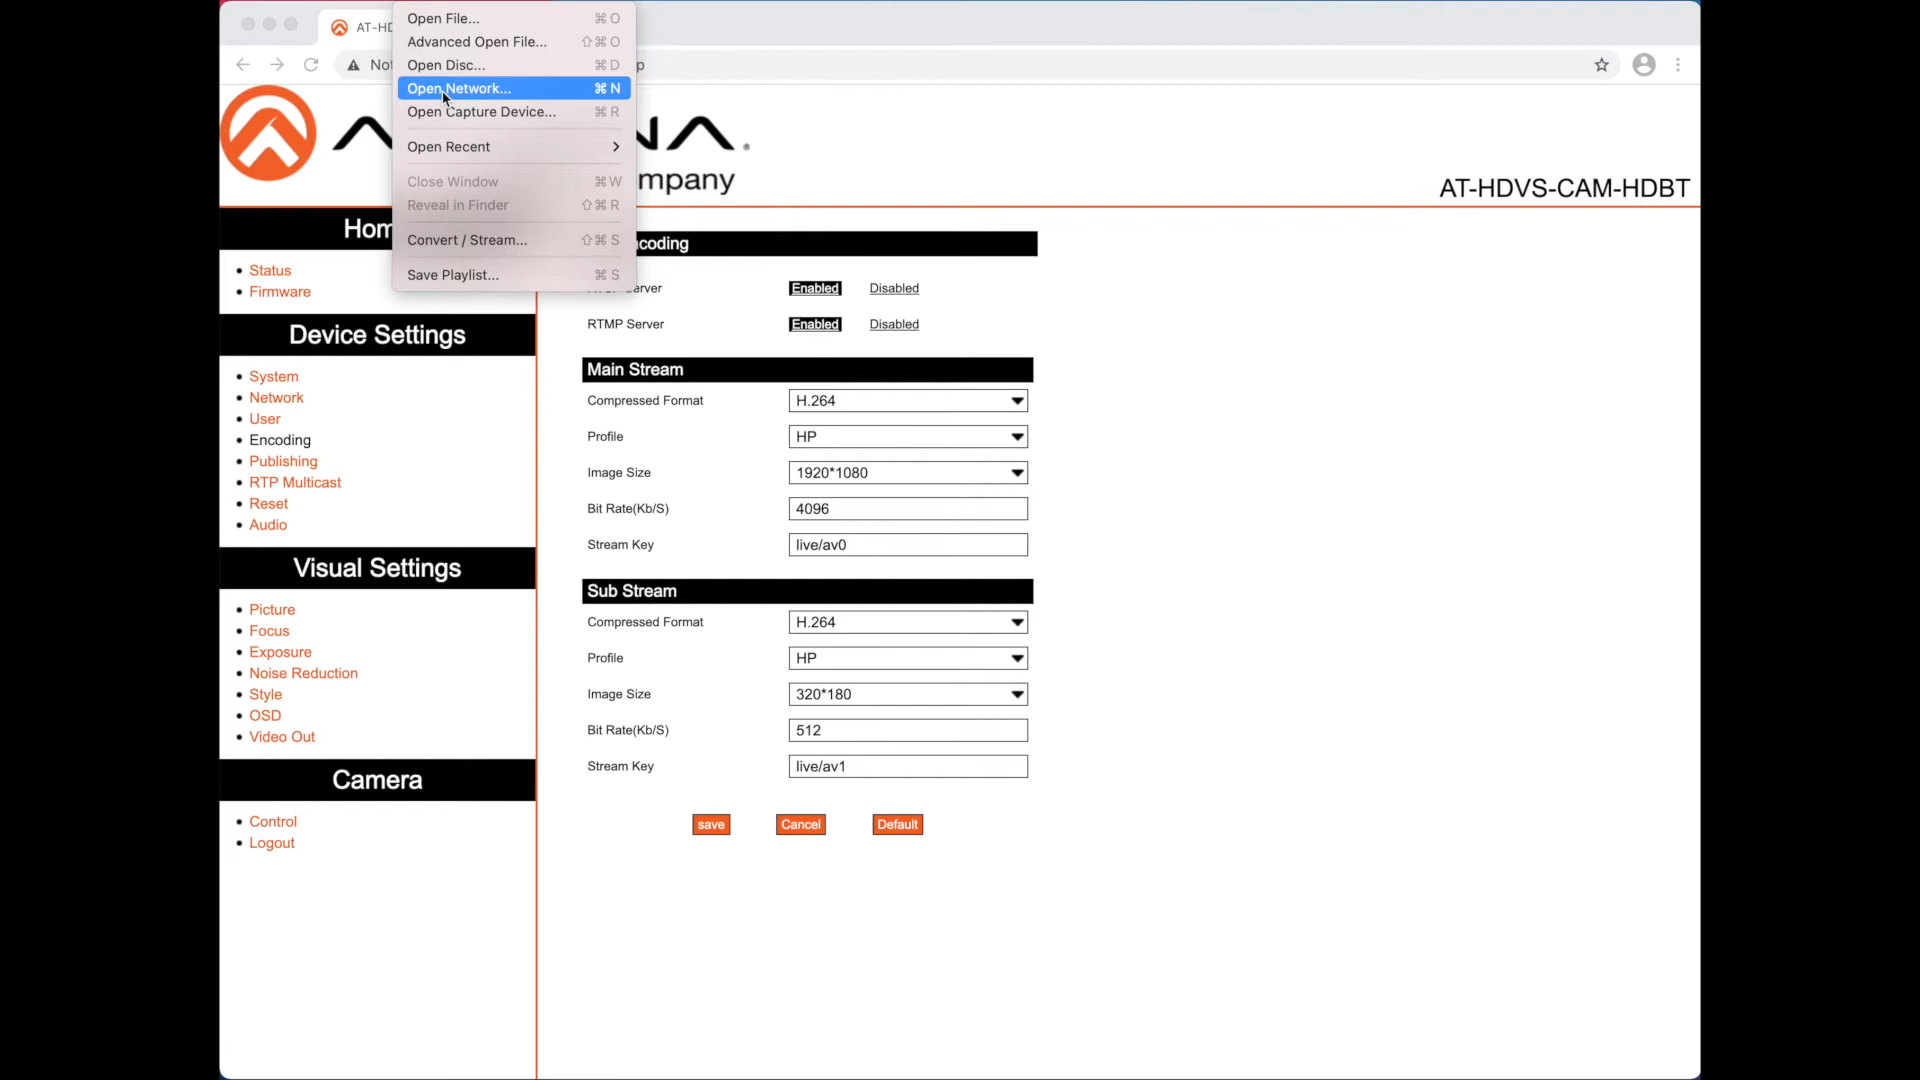 AT-HD
Open File... ⌘ O
Advanced Open File... ⇧⌘ O
Open Disc... ⌘ D
Open Network... ⌘ N
Open Capture Device... ⌘ R
Open Recent
Close Window ⌘W
Reveal in Finder ⇧⌘ R
Convert / Stream... ⇧⌘ S
Save Playlist... ⌘ S
Not
p
NA®
mpany
AT-HDVS-CAM-HDBT
Hom
Status
Firmware
Device Settings
System
Network
User
Encoding
Publishing
RTP Multicast
Reset
Audio
Visual Settings
Picture
Focus
Exposure
Noise Reduction
Style
OSD
Video Out
Camera
Control
Logout
coding
Server Enabled Disabled
RTMP Server Enabled Disabled
Main Stream
Compressed Format H.264
Profile HP
Image Size 1920*1080
Bit Rate(Kb/S) 4096
Stream Key live/av0
Sub Stream
Compressed Format H.264
Profile HP
Image Size 320*180
Bit Rate(Kb/S) 512
Stream Key live/av1
save Cancel Default